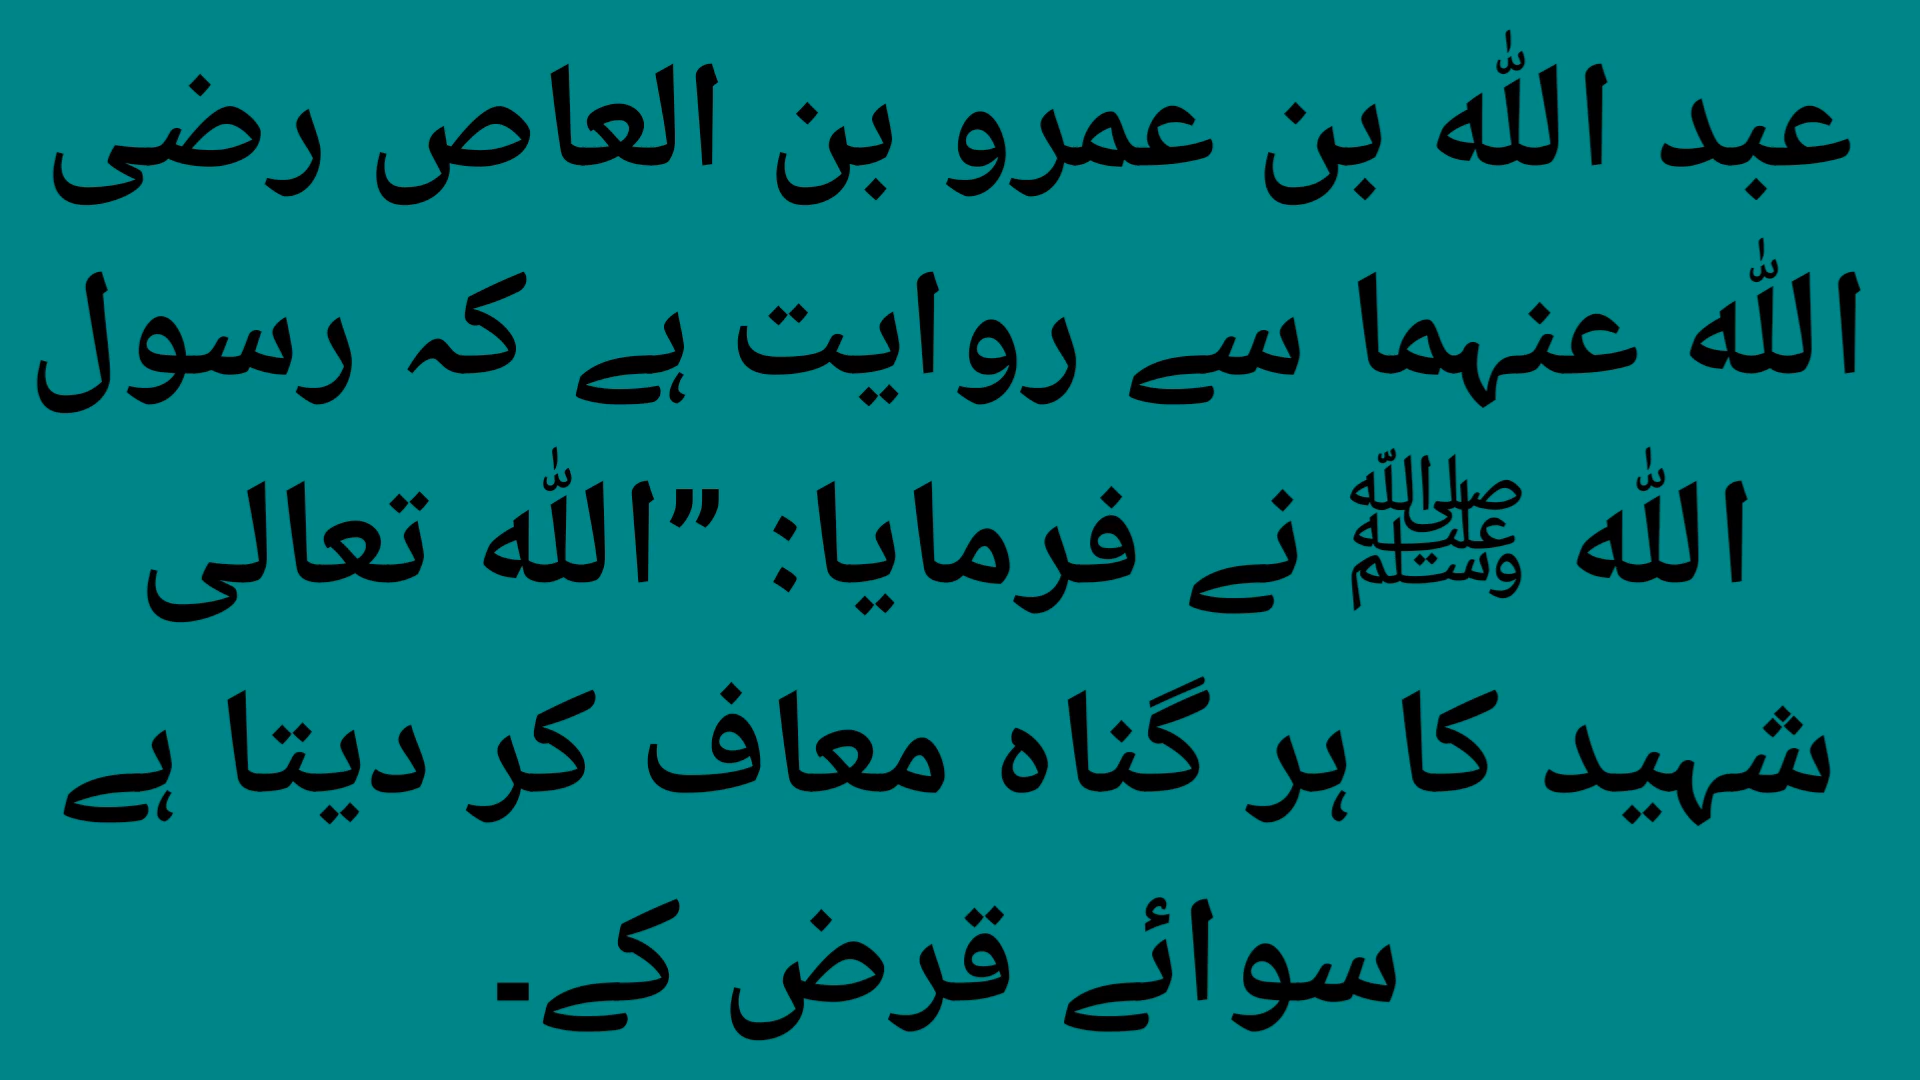 عبد اللہ بن عمرو بن العاص رضی
اللہ عنہما سے روایت ہے کہ رسول
اللہ ﷺ نے فرمایا: ”اللہ تعالی
شہید کا ہر گناہ معاف کر دیتا ہے
سوائے قرض کے۔